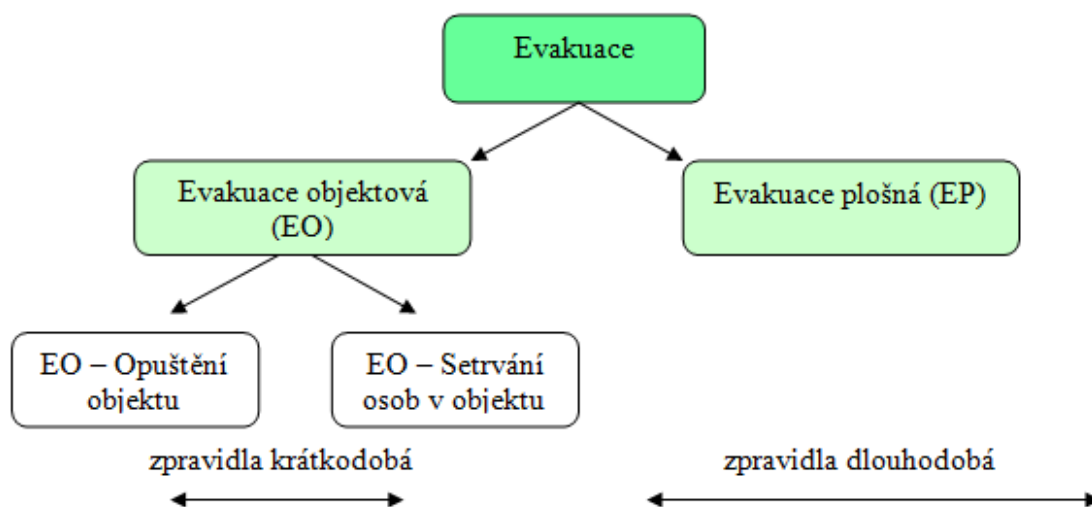 Evakuace
Evakuace objektová
(EO)
Evakuace plošná (EP)
EO – Opuštění
objektu
EO – Setrvání
osob v objektu
zpravidla krátkodobá
zpravidla dlouhodobá